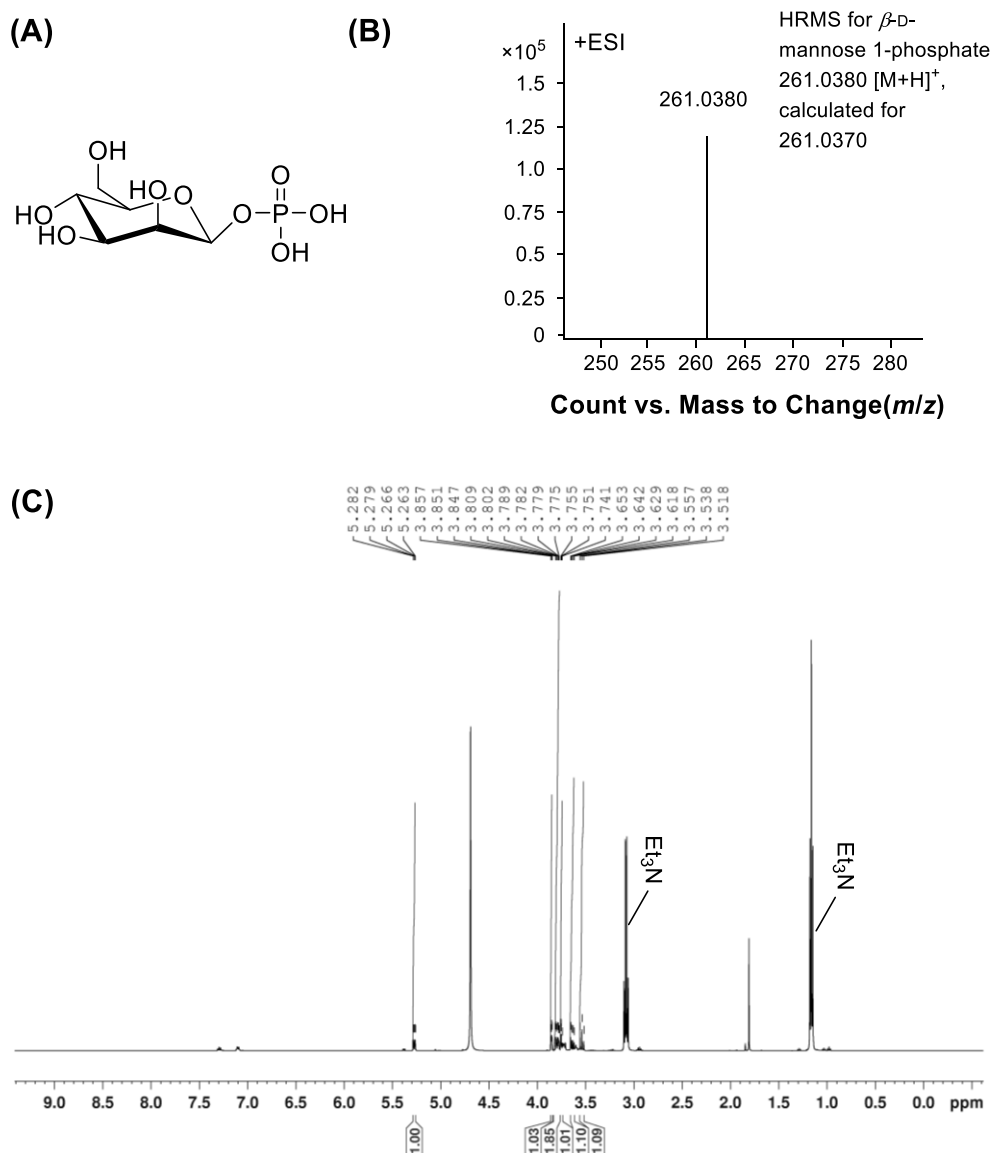 (A)
OH
HO
O
HO
HO
O
O
P
OH
OH
(B)
×10⁵
+ESI
1.5
1.25
1.0
0.75
0.5
0.25
0
261.0380
HRMS for β-D-
mannose 1-phosphate
261.0380 [M+H]⁺,
calculated for
261.0370
250 255 260 265 270 275 280
Count vs. Mass to Change(m/z)
(C)
5.282
5.279
5.266
5.263
3.857
3.851
3.847
3.809
3.802
3.789
3.782
3.779
3.775
3.755
3.751
3.741
3.653
3.642
3.629
3.618
3.557
3.538
3.518
Et₃N
Et₃N
9.0 8.5 8.0 7.5 7.0 6.5 6.0 5.5 5.0 4.5 4.0 3.5 3.0 2.5 2.0 1.5 1.0 0.5 0.0 ppm
1.00
1.03
1.85
1.01
1.10
1.09